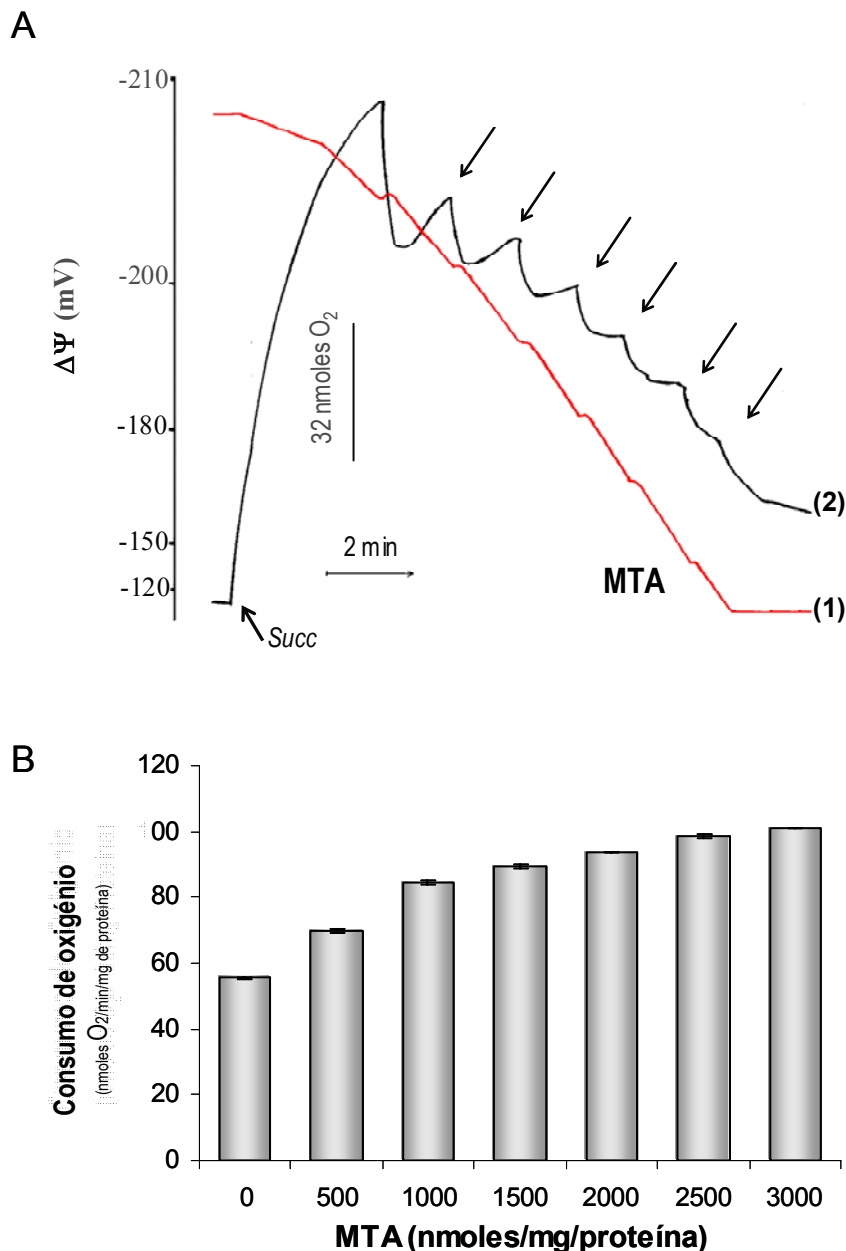 A
-210
-200
-180
-150
-120
ΔΨ (mV)
32 nmoles O2
2 min
Succ
MTA
(2)
(1)
B
120
00
80
60
40
20
0
Consumo de oxigénio
(nmoles O2/min/mg de proteína)
0 500 1000 1500 2000 2500 3000
MTA (nmoles/mg/proteína)